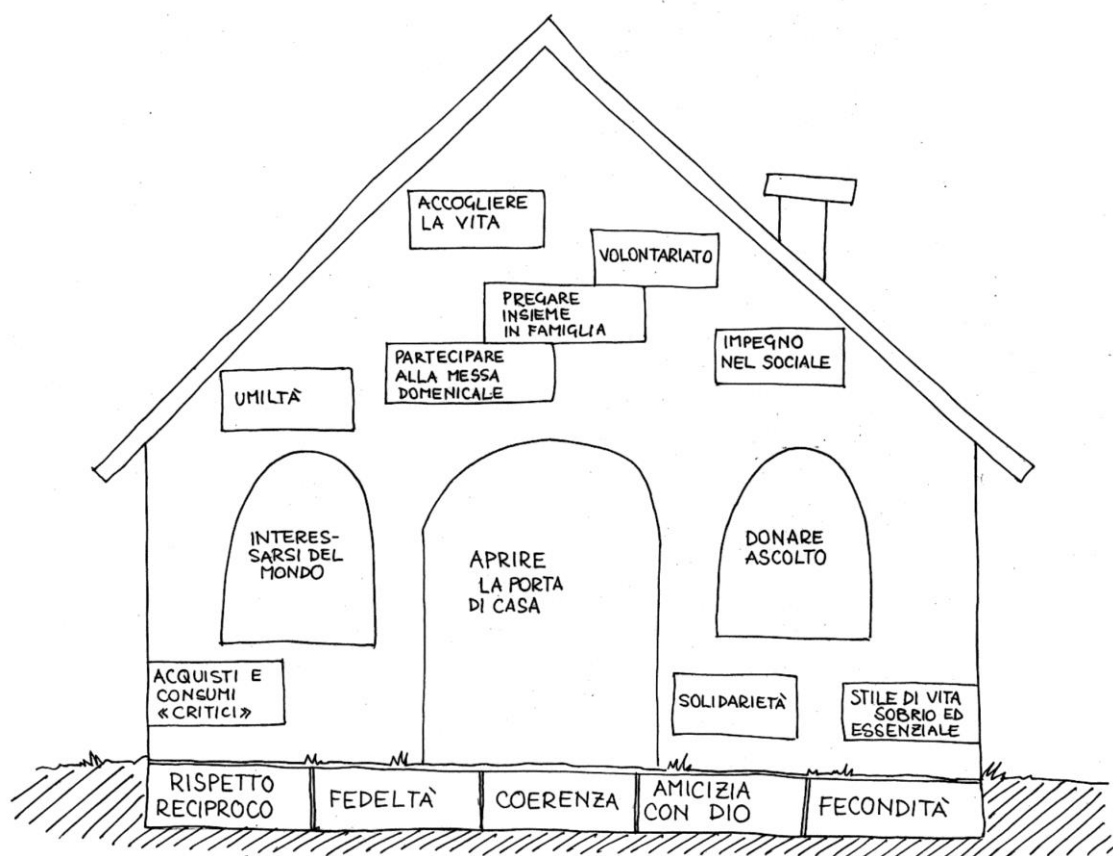 ACCOGLIERE
LA VITA
VOLONTARIATO
PREGARE
INSIEME
IN FAMIGLIA
IMPEGNO
NEL SOCIALE
PARTECIPARE
ALLA MESSA
DOMENICALE
UMILTÀ
INTERES-
SARSI DEL
MONDO
APRIRE
LA PORTA
DI CASA
DONARE
ASCOLTO
ACQUISTI E
CONSUMI
«CRITICI»
SOLIDARIETÀ
STILE DI VITA
SOBRIO ED
ESSENZIALE
RISPETTO
RECIPROCO
FEDELTÀ
COERENZA
AMICIZIA
CON DIO
FECONDITÀ